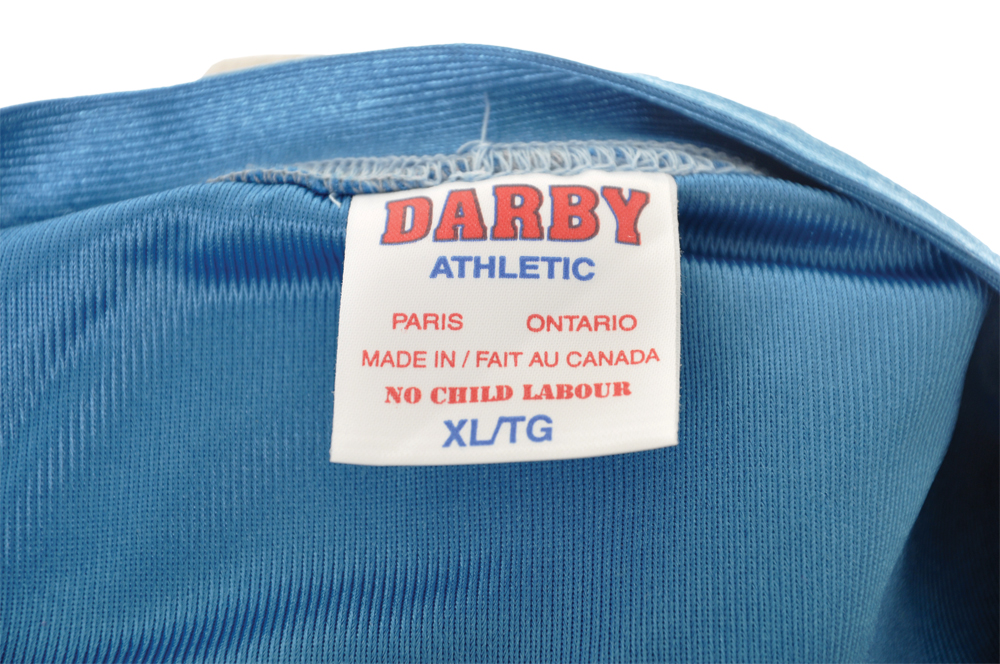 DARBY
ATHLETIC
PARIS ONTARIO
MADE IN / FAIT AU CANADA
NO CHILD LABOUR
XL/TG